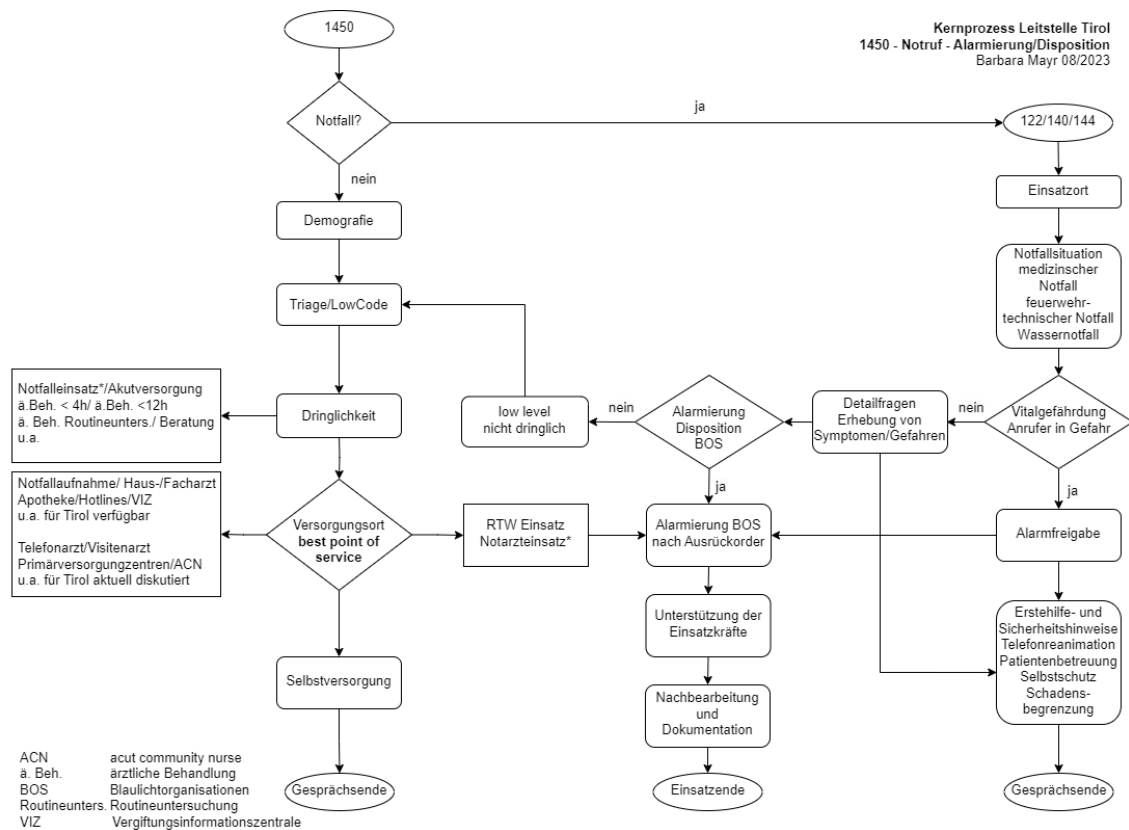 Kernprozess Leitstelle Tirol
1450 - Notruf - Alarmierung/Disposition
Barbara Mayr 08/2023
1450
Notfall?
ja
122/140/144
nein
Einsatzort
Demografie
Notfallsituation
medizinscher
Notfall
feuerwehr-
technischer Notfall
Wassernotfall
Triage/LowCode
Notfalleinsatz*/Akutversorgung
ä.Beh. < 4h/ ä.Beh. <12h
ä. Beh. Routineunters./ Beratung
u.a.
Dringlichkeit
low level
nicht dringlich
nein
Alarmierung
Disposition
BOS
Detailfragen
Erhebung von
Symptomen/Gefahren
nein
Vitalgefährdung
Anrufer in Gefahr
ja
ja
Notfallaufnahme/ Haus-/Facharzt
Apotheke/Hotlines/VIZ
u.a. für Tirol verfügbar
Telefonarzt/Visitenarzt
Primärversorgungzentren/ACN
u.a. für Tirol aktuell diskutiert
Versorgungsort
best point of
service
RTW Einsatz
Notarzteinsatz*
Alarmierung BOS
nach Ausrückorder
Alarmfreigabe
Unterstützung der
Einsatzkräfte
Erstehilfe- und
Sicherheitshinweise
Telefonreanimation
Patientenbetreuung
Selbstschutz
Schadens-
begrenzung
Selbstversorgung
Nachbearbeitung
und
Dokumentation
Gesprächsende
Einsatzende
Gesprächsende
ACN acut community nurse
ä. Beh. ärztliche Behandlung
BOS Blaulichtorganisationen
Routineunters. Routineuntersuchung
VIZ Vergiftungsinformationszentrale